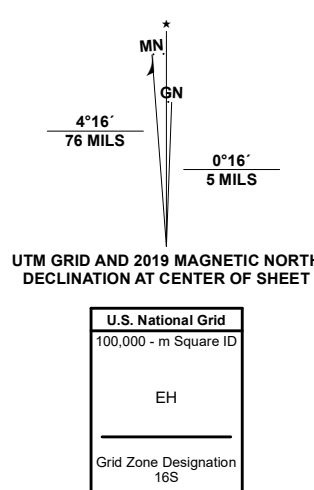 MN
GN
4°16´
76 MILS
0°16´
5 MILS
UTM GRID AND 2019 MAGNETIC NORTH
DECLINATION AT CENTER OF SHEET
U.S. National Grid
100,000 - m Square ID
EH
Grid Zone Designation
16S